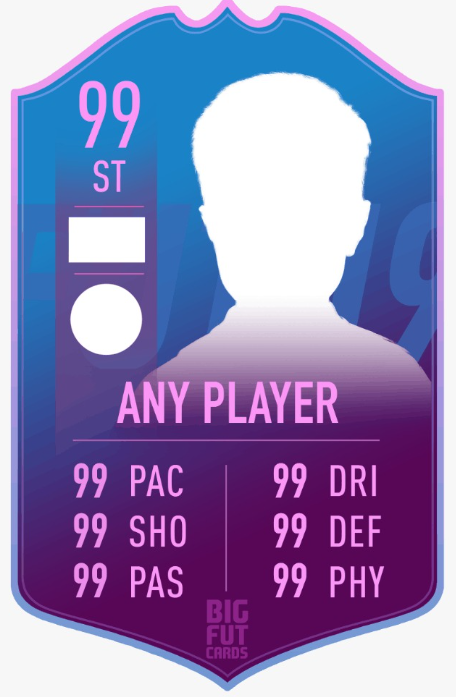 99
ST
ANY PLAYER
99 PAC 99 DRI
99 SHO 99 DEF
99 PAS 99 PHY
BIG
FUT
CARDS